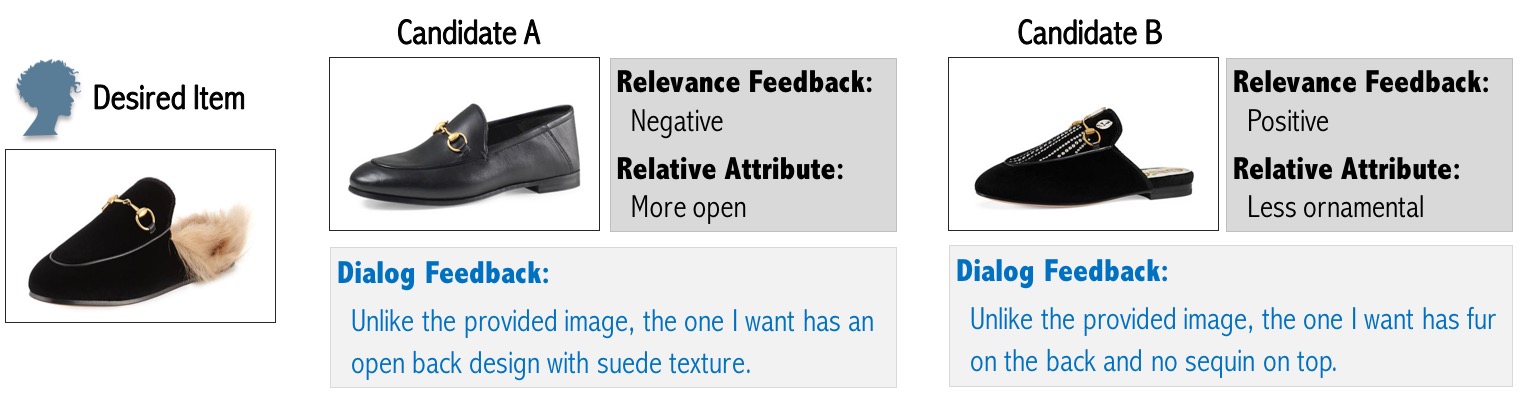 Desired Item
Candidate A
Relevance Feedback:
Negative
Relative Attribute:
More open
Dialog Feedback:
Unlike the provided image, the one I want has an
open back design with suede texture.
Candidate B
Relevance Feedback:
Positive
Relative Attribute:
Less ornamental
Dialog Feedback:
Unlike the provided image, the one I want has fur
on the back and no sequin on top.